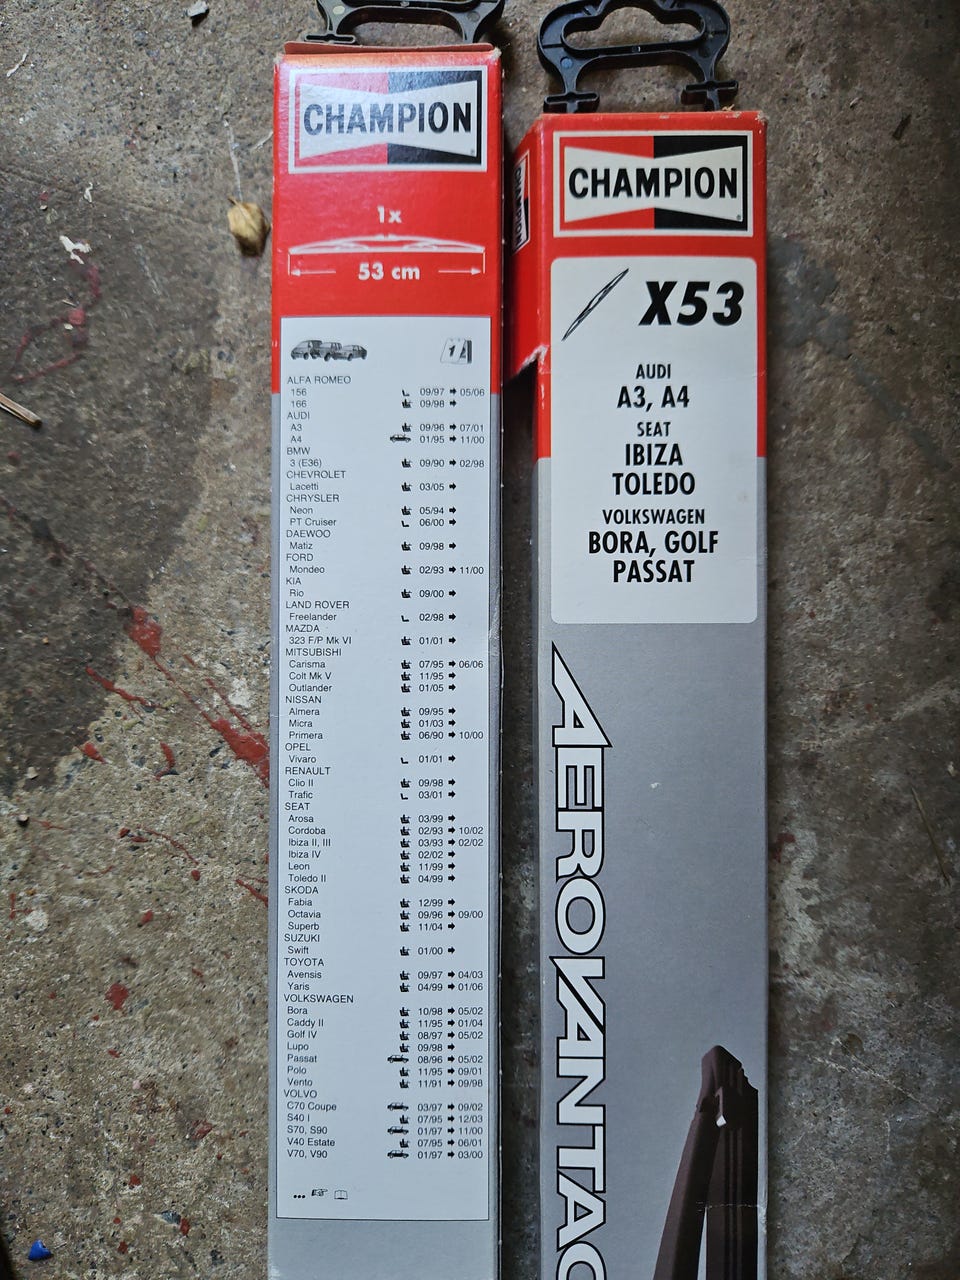 CHAMPION
1x
53 cm
1
ALFA ROMEO
156 09/97 → 05/06
166 09/98 →
AUDI
A3 09/96 → 07/01
A4 01/95 → 11/00
BMW
3 (E36) 09/90 → 02/98
CHEVROLET
Lacetti 03/05 →
CHRYSLER
Neon 05/94 →
PT Cruiser 06/00 →
DAEWOO
Matiz 09/98 →
FORD
Mondeo 02/93 → 11/00
KIA
Rio 09/00 →
LAND ROVER
Freelander 02/98 →
MAZDA
323 F/P Mk VI 01/01 →
MITSUBISHI
Carisma 07/95 → 06/06
Colt Mk V 11/95 →
Outlander 01/05 →
NISSAN
Almera 09/95 →
Micra 01/03 →
Primera 06/90 → 10/00
OPEL
Vivaro 01/01 →
RENAULT
Clio II 09/98 →
Trafic 03/01 →
SEAT
Arosa 03/99 →
Cordoba 02/93 → 10/02
Ibiza II, III 03/93 → 02/02
Ibiza IV 02/02 →
Leon 11/99 →
Toledo II 04/99 →
SKODA
Fabia 12/99 →
Octavia 09/96 → 09/00
Superb 11/04 →
SUZUKI
Swift 01/00 →
TOYOTA
Avensis 09/97 → 04/03
Yaris 04/99 → 01/06
VOLKSWAGEN
Bora 10/98 → 05/02
Caddy II 11/95 → 01/04
Golf IV 08/97 → 05/02
Lupo 09/98 →
Passat 08/96 → 05/02
Polo 11/95 → 09/01
Vento 11/91 → 09/98
VOLVO
C70 Coupe 03/97 → 09/02
S40 I 07/95 → 12/03
S70, S90 01/97 → 11/00
V40 Estate 07/95 → 06/01
V70, V90 01/97 → 03/00
...
CHAMPION
CHAMPION
X53
AUDI
A3, A4
SEAT
IBIZA
TOLEDO
VOLKSWAGEN
BORA, GOLF
PASSAT
AEROVANTAG